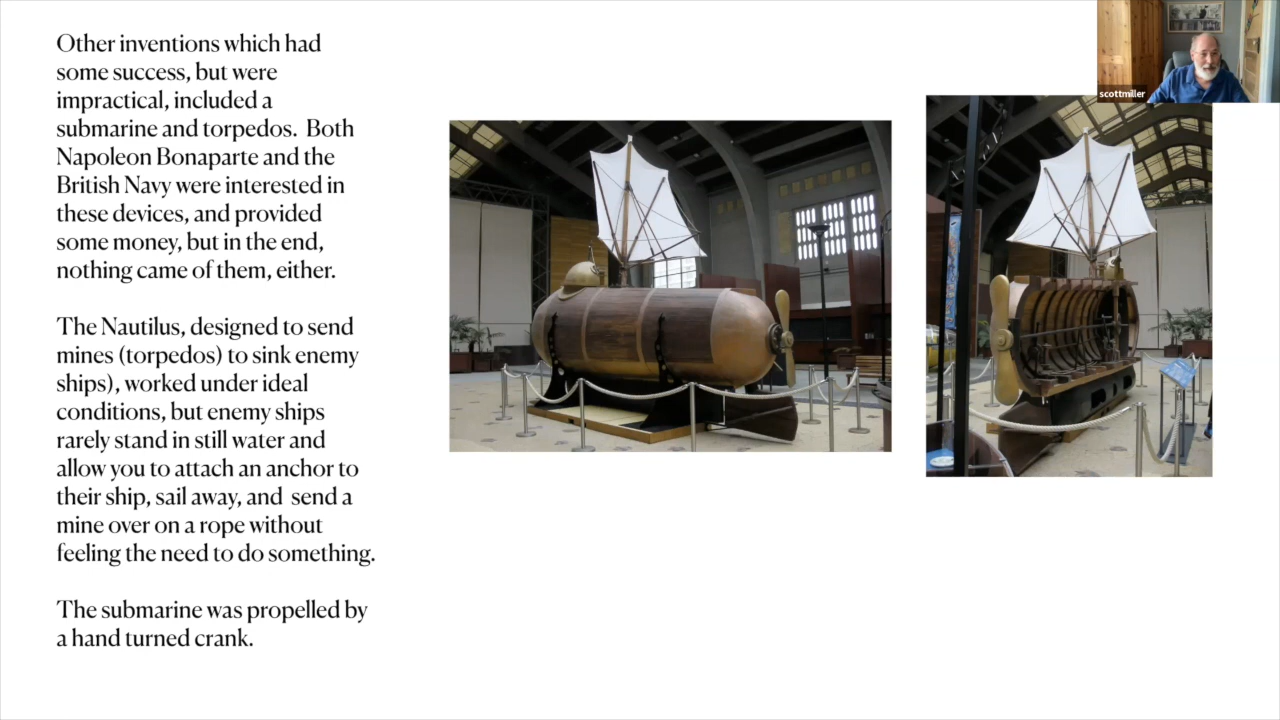 Other inventions which had
some success, but were
impractical, included a
submarine and torpedos.  Both
Napoleon Bonaparte and the
British Navy were interested in
these devices, and provided
some money, but in the end,
nothing came of them, either.
The Nautilus, designed to send
mines (torpedos) to sink enemy
ships), worked under ideal
conditions, but enemy ships
rarely stand in still water and
allow you to attach an anchor to
their ship, sail away, and  send a
mine over on a rope without
feeling the need to do something.
The submarine was propelled by
a hand turned crank.
scottmiller